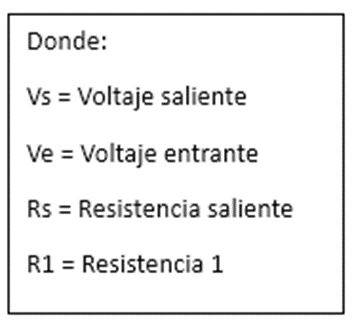 Donde:
Vs = Voltaje saliente
Ve = Voltaje entrante
Rs = Resistencia saliente
R1 = Resistencia 1